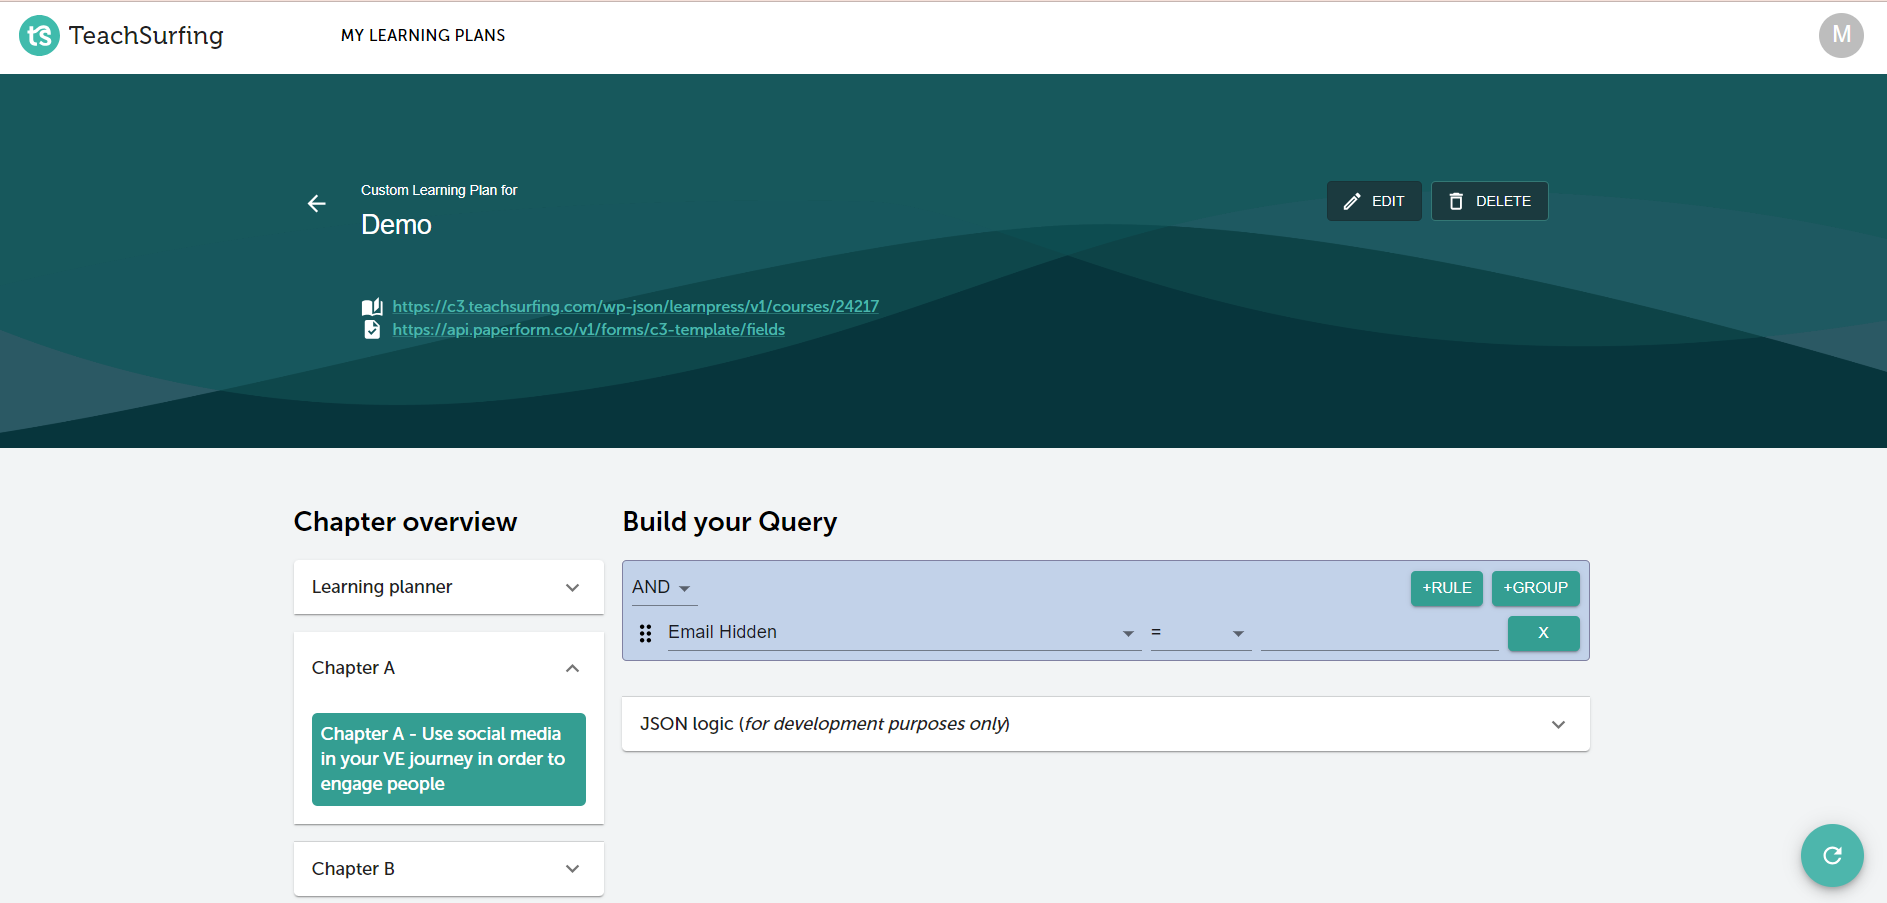 ts TeachSurfing
MY LEARNING PLANS
M
Custom Learning Plan for
Demo
EDIT
DELETE
https://c3.teachsurfing.com/wp-json/learnpress/v1/courses/24217
https://api.paperform.co/v1/forms/c3-template/fields
Chapter overview
Learning planner
Chapter A
Chapter A - Use social media
in your VE journey in order to
engage people
Chapter B
Build your Query
AND
+RULE
+GROUP
Email Hidden
=
X
JSON logic (for development purposes only)